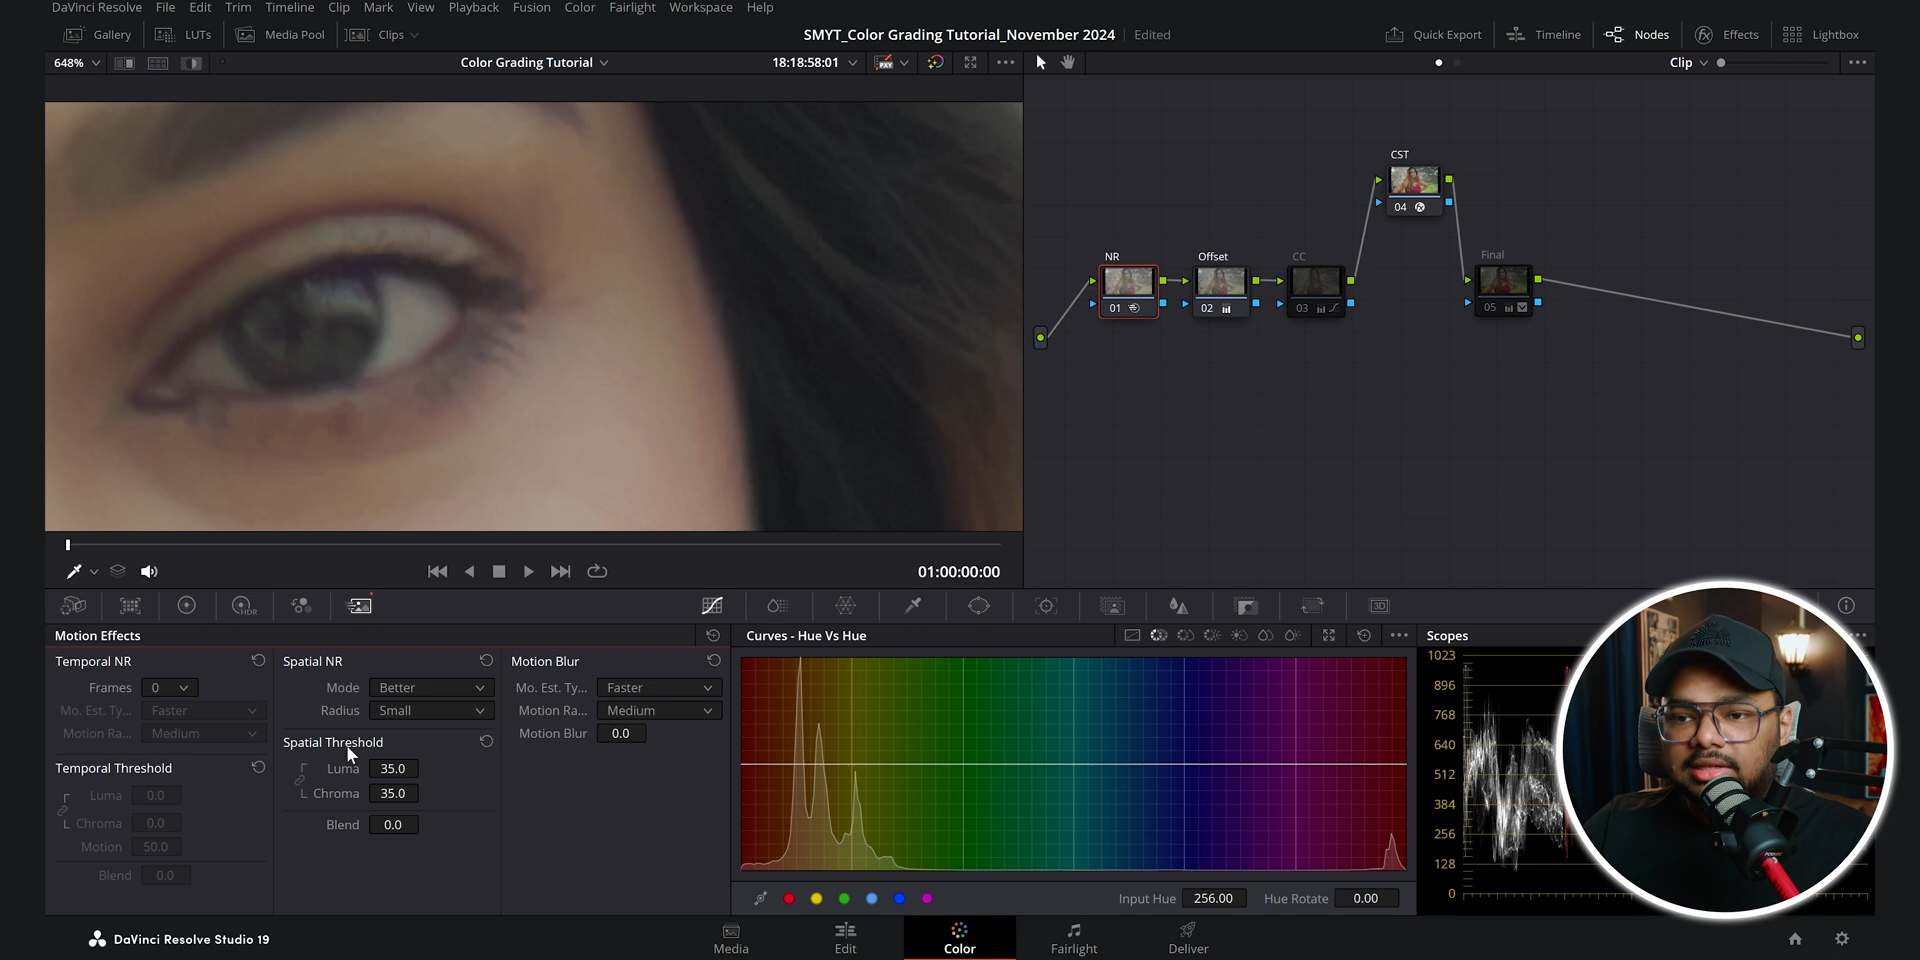 DaVinci Resolve File Edit Trim Timeline Clip Mark View Playback Fusion Color Fairlight Workspace Help
Gallery LUTs Media Pool Clips SMYT_Color Grading Tutorial_November 2024 Edited Quick Export Timeline Nodes Effects Lightbox
648% Color Grading Tutorial 18:18:58:01 Clip
CST
04
NR Offset CC Final
01 02 03 05
01:00:00:00
HDR 3D
Motion Effects Curves - Hue Vs Hue Scopes
Temporal NR Spatial NR Motion Blur
Frames 0 Mode Better Mo. Est. Ty... Faster
Mo. Est. Ty... Faster Radius Small Motion Ra... Medium
Motion Ra... Medium Motion Blur 0.0
Spatial Threshold
Temporal Threshold Luma 35.0
Luma 0.0 Chroma 35.0
Chroma 0.0 Blend 0.0
Motion 50.0
Blend 0.0
1023
896
768
640
512
384
256
128
0
Input Hue 256.00 Hue Rotate 0.00
DaVinci Resolve Studio 19
Media Edit Color Fairlight Deliver